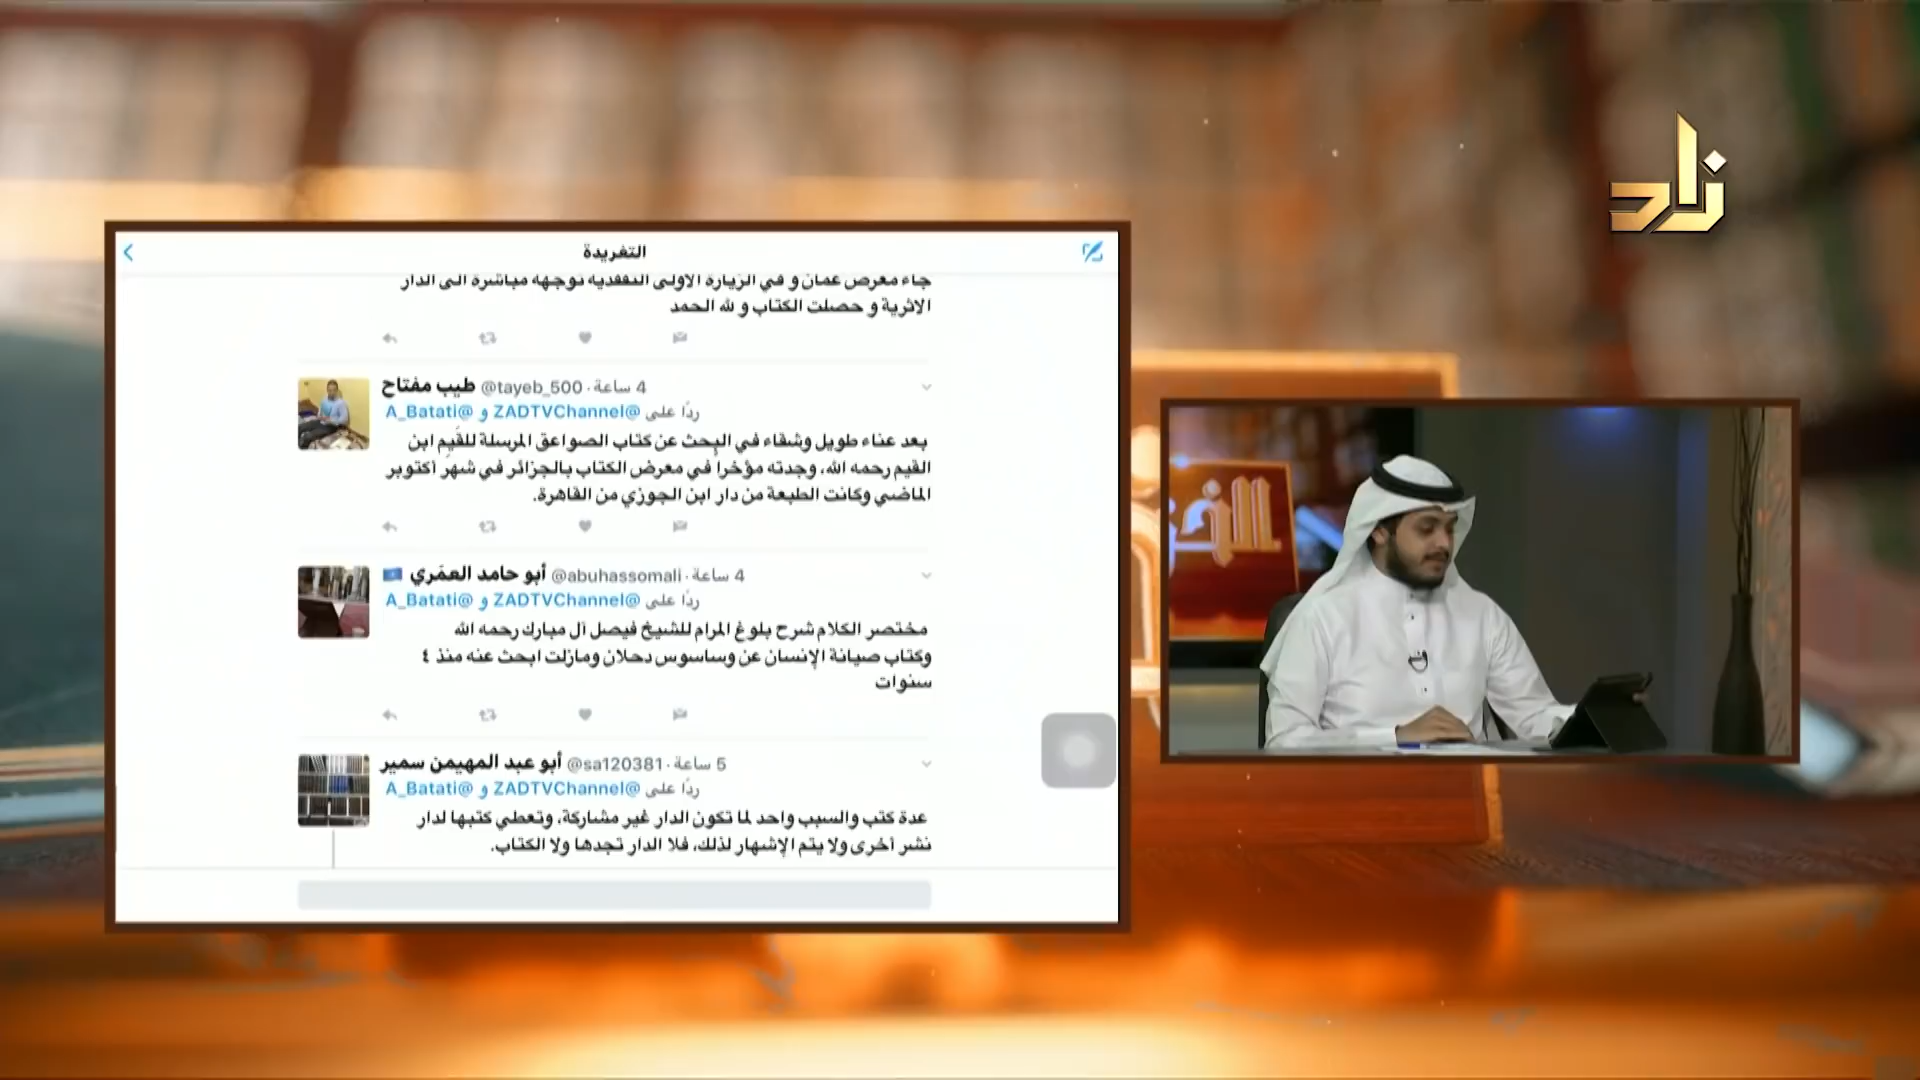 زاد
التغريدة
جاء معرض عمان و في الزيارة الاولى التفقدية توجهه مباشرة الى الدار
الاثرية و حصلت الكتاب و لله الحمد
طيب مفتاح @tayeb_500 · 4 ساعة
ردًا على @ZADTVChannel و @A_Batati
بعد عناء طويل وشقاء في البحث عن كتاب الصواعق المرسلة للقَيم ابن
القيم رحمه الله، وجدته مؤخراً في معرض الكتاب بالجزائر في شهر أكتوبر
الماضي وكانت الطبعة من دار ابن الجوزي من القاهرة.
أبو حامد العمَري @abuhassomali · 4 ساعة
ردًا على @ZADTVChannel و @A_Batati
مختصر الكلام شرح بلوغ المرام للشيخ فيصل آل مبارك رحمه الله
وكتاب صيانة الإنسان عن وساسوس دحلان ومازلت ابحث عنه منذ ٤
سنوات
أبو عبد المهيمن سمير @sa120381 · 5 ساعة
ردًا على @ZADTVChannel و @A_Batati
عدة كتب والسبب واحد لما تكون الدار غير مشاركة، وتعطي كتبها لدار
نشر أخرى ولا يتم الإشهار لذلك، فلا الدار تجدها ولا الكتاب.